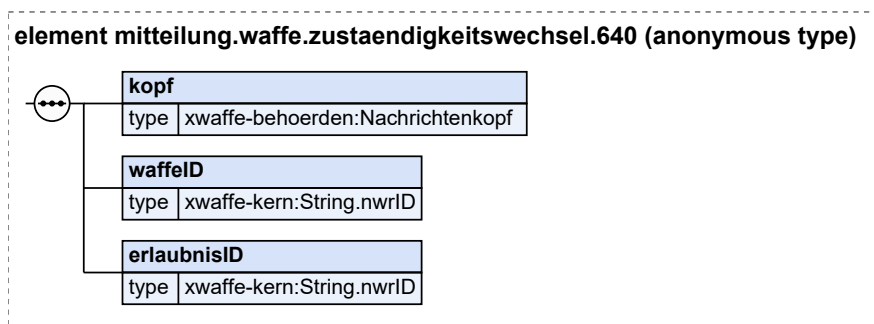 element mitteilung.waffe.zustaendigkeitswechsel.640 (anonymous type)
kopf
type xwaffe-behoerden:Nachrichtenkopf
waffeID
type xwaffe-kern:String.nwrID
erlaubnisID
type xwaffe-kern:String.nwrID